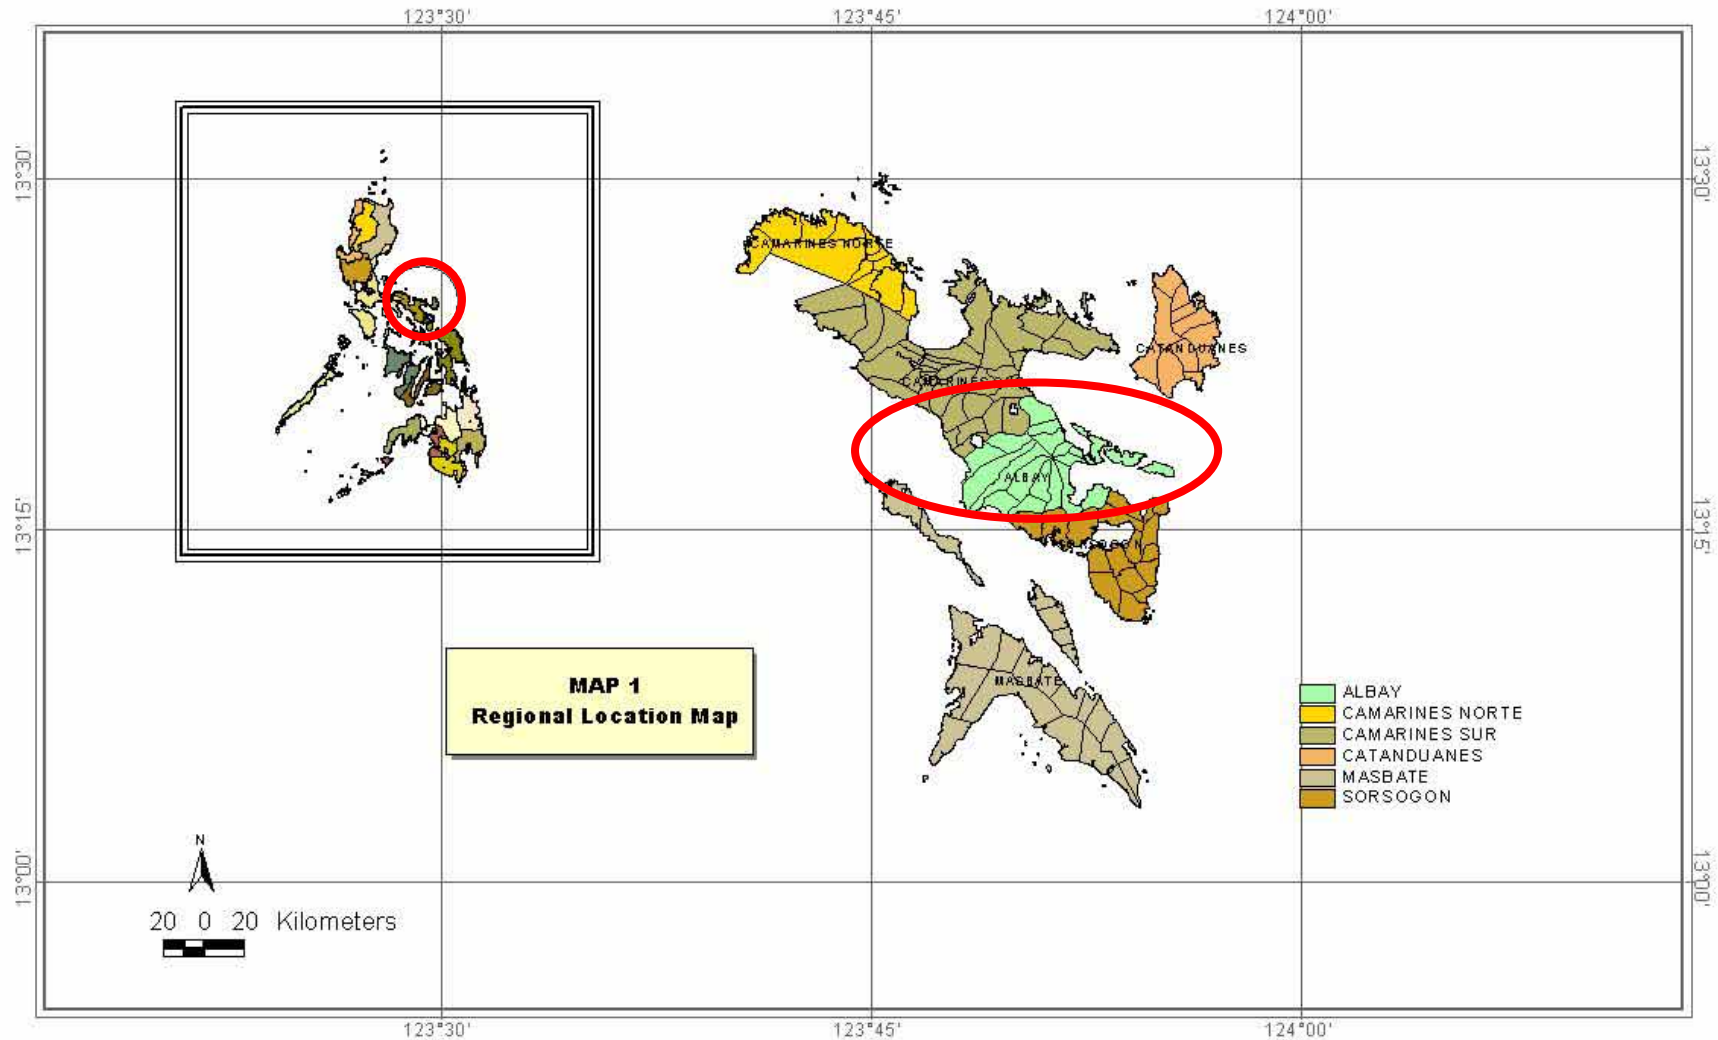 123°30'
123°45'
124°00'
13°30'
13°30'
CAMARINES NORTE
CATANDUANES
ALBAY
13°15'
13°15'
SORSOGON
MAP 1
Regional Location Map
MASBATE
ALBAY
CAMARINES NORTE
CAMARINES SUR
CATANDUANES
MASBATE
SORSOGON
N
13°00'
13°00'
20 0 20 Kilometers
123°30'
123°45'
124°00'